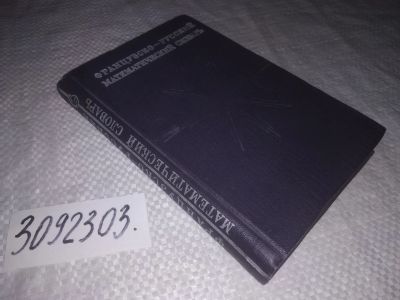 ФРАНЦУЗСКО-РУССКИЙ
МАТЕМАТИЧЕСКИЙ СЛОВАРЬ
МАТЕМАТИЧЕСКИЙ СЛОВАРЬ
3092303.